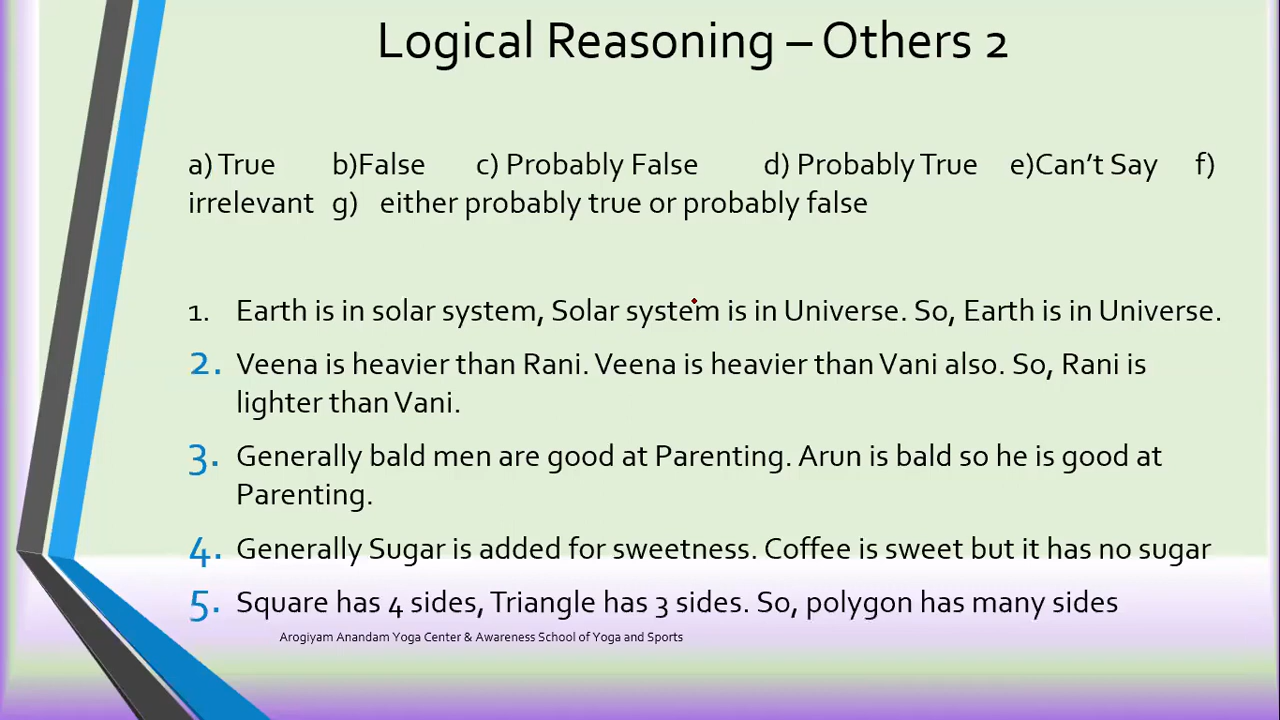 Logical Reasoning – Others 2
a) True b)False c) Probably False d) Probably True e)Can’t Say f)
irrelevant g) either probably true or probably false
1. Earth is in solar system, Solar system is in Universe. So, Earth is in Universe.
2. Veena is heavier than Rani. Veena is heavier than Vani also. So, Rani is
lighter than Vani.
3. Generally bald men are good at Parenting. Arun is bald so he is good at
Parenting.
4. Generally Sugar is added for sweetness. Coffee is sweet but it has no sugar
5. Square has 4 sides, Triangle has 3 sides. So, polygon has many sides
Arogiyam Anandam Yoga Center & Awareness School of Yoga and Sports